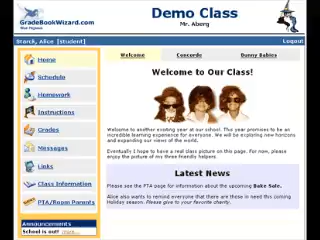 GradeBookWizard.com
Demo Class
Mr. Aberg
Starck, Alice [student]
Logout
Home
Schedule
Homework
Instructions
Grades
Messages
Links
Class Information
PTA/Room Parents
Announcements
School is out! more...
Welcome
Concorde
Bunny Babies
Welcome to Our Class!
Welcome to another exciting year at our school. This year promises to be an
incredible learning experience for everyone. We will be exploring new horizons
and expanding our views of the world.
Eventually I hope to have a real class picture on this page. For now, please
enjoy the picture of my three friendly helpers.
Latest News
Please see the PTA page for information about the upcoming Bake Sale.
Alice also wants to remind everyone that there are those in need this coming
Holiday season. Please give to your favorite charity.